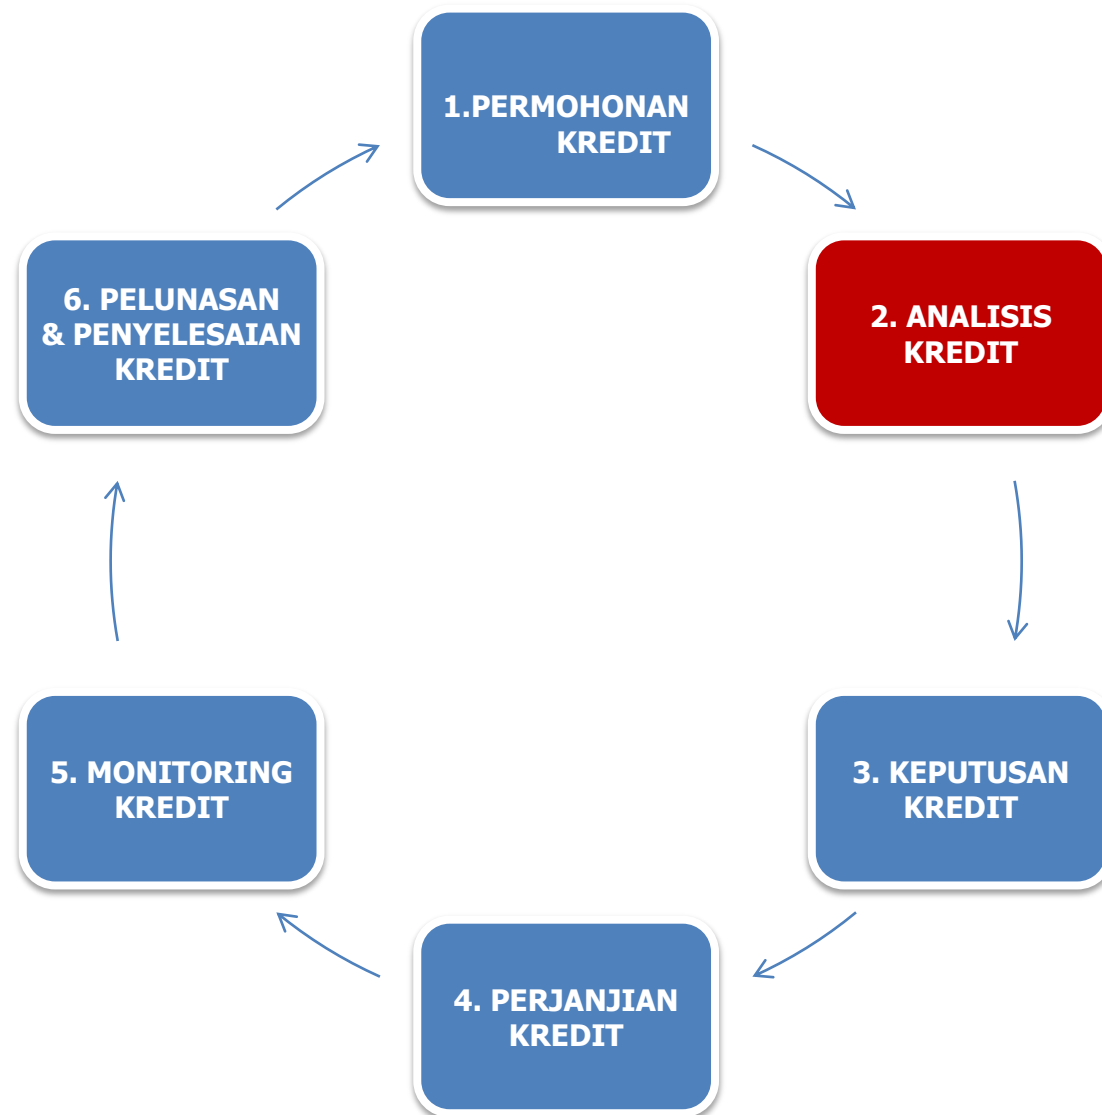 1.PERMOHONAN
KREDIT
2. ANALISIS
KREDIT
3. KEPUTUSAN
KREDIT
4. PERJANJIAN
KREDIT
5. MONITORING
KREDIT
6. PELUNASAN
& PENYELESAIAN
KREDIT